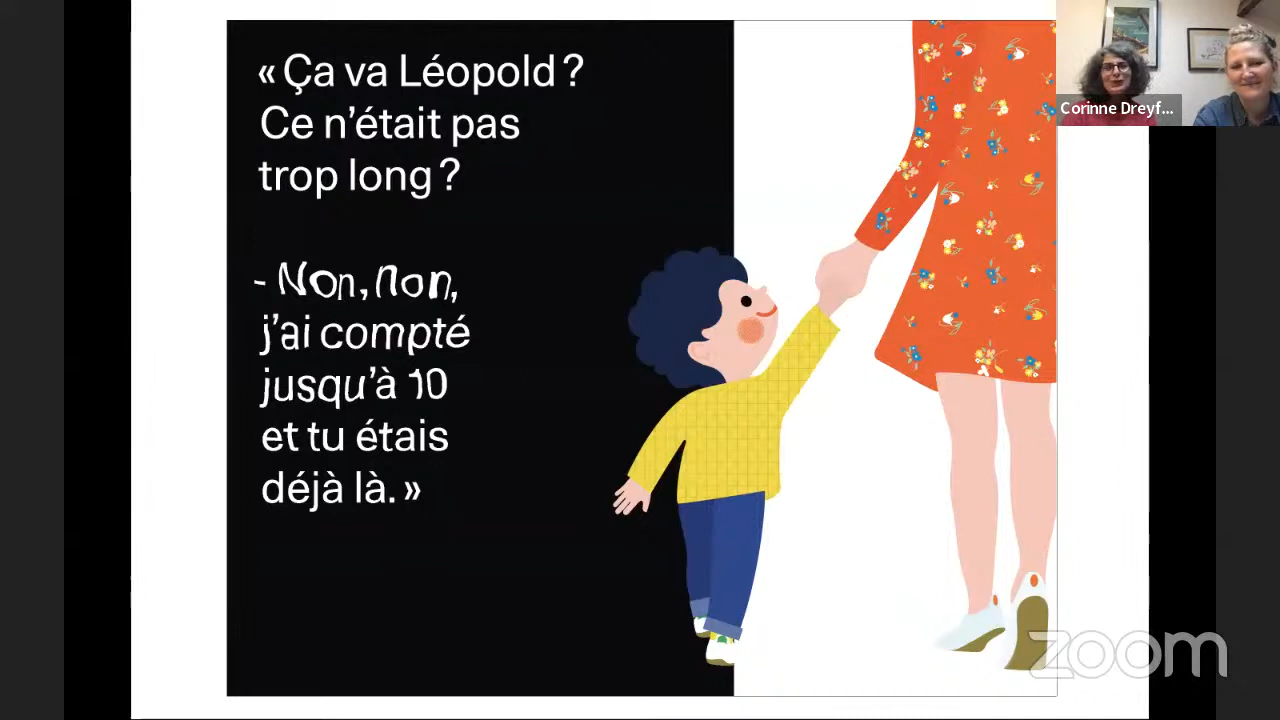 « Ça va Léopold ?
Ce n’était pas
trop long ?
- Non, non,
j’ai compté
jusqu’à 10
et tu étais
déjà là. »
Corinne Dreyf...
zoom